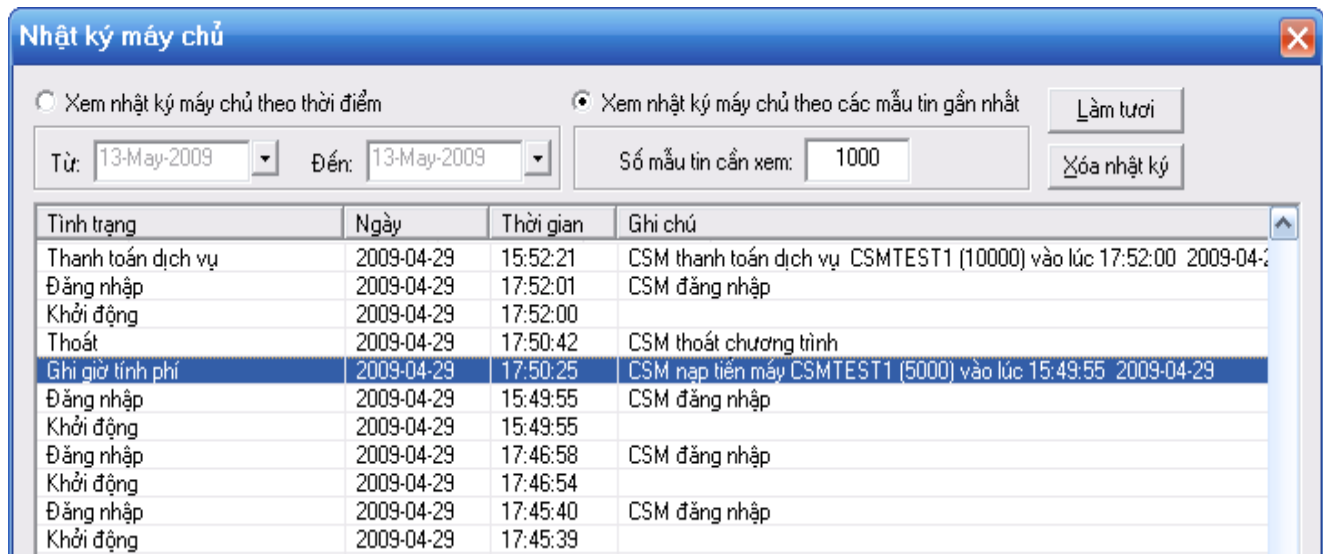 Nhật ký máy chủ
Xem nhật ký máy chủ theo thời điểm
Xem nhật ký máy chủ theo các mẫu tin gần nhất
Làm tươi
Từ: 13-May-2009 Đến: 13-May-2009
Số mẫu tin cần xem: 1000
Xóa nhật ký
Tình trạng Ngày Thời gian Ghi chú
Thanh toán dịch vụ 2009-04-29 15:52:21 CSM thanh toán dịch vụ CSMTEST1 (10000) vào lúc 17:52:00 2009-04-2
Đăng nhập 2009-04-29 17:52:01 CSM đăng nhập
Khởi động 2009-04-29 17:52:00
Thoát 2009-04-29 17:50:42 CSM thoát chương trình
Ghi giờ tính phí 2009-04-29 17:50:25 CSM nạp tiền máy CSMTEST1 (5000) vào lúc 15:49:55 2009-04-29
Đăng nhập 2009-04-29 15:49:55 CSM đăng nhập
Khởi động 2009-04-29 15:49:55
Đăng nhập 2009-04-29 17:46:58 CSM đăng nhập
Khởi động 2009-04-29 17:46:54
Đăng nhập 2009-04-29 17:45:40 CSM đăng nhập
Khởi động 2009-04-29 17:45:39